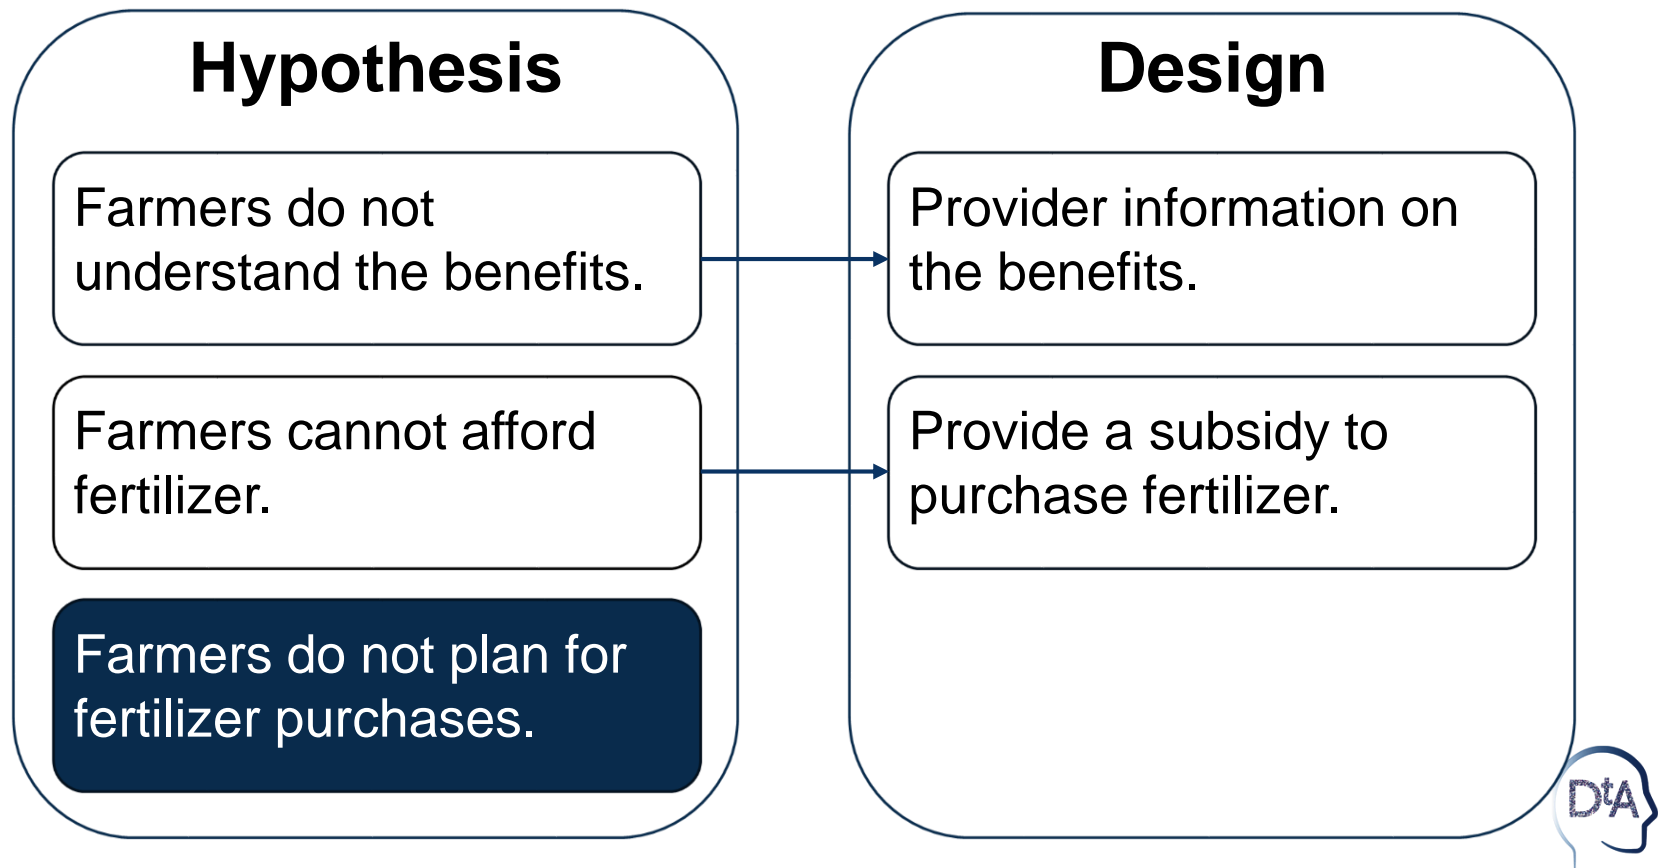 Hypothesis
Farmers do not
understand the benefits.
Farmers cannot afford
fertilizer.
Farmers do not plan for
fertilizer purchases.
Design
Provider information on
the benefits.
Provide a subsidy to
purchase fertilizer.
DtA